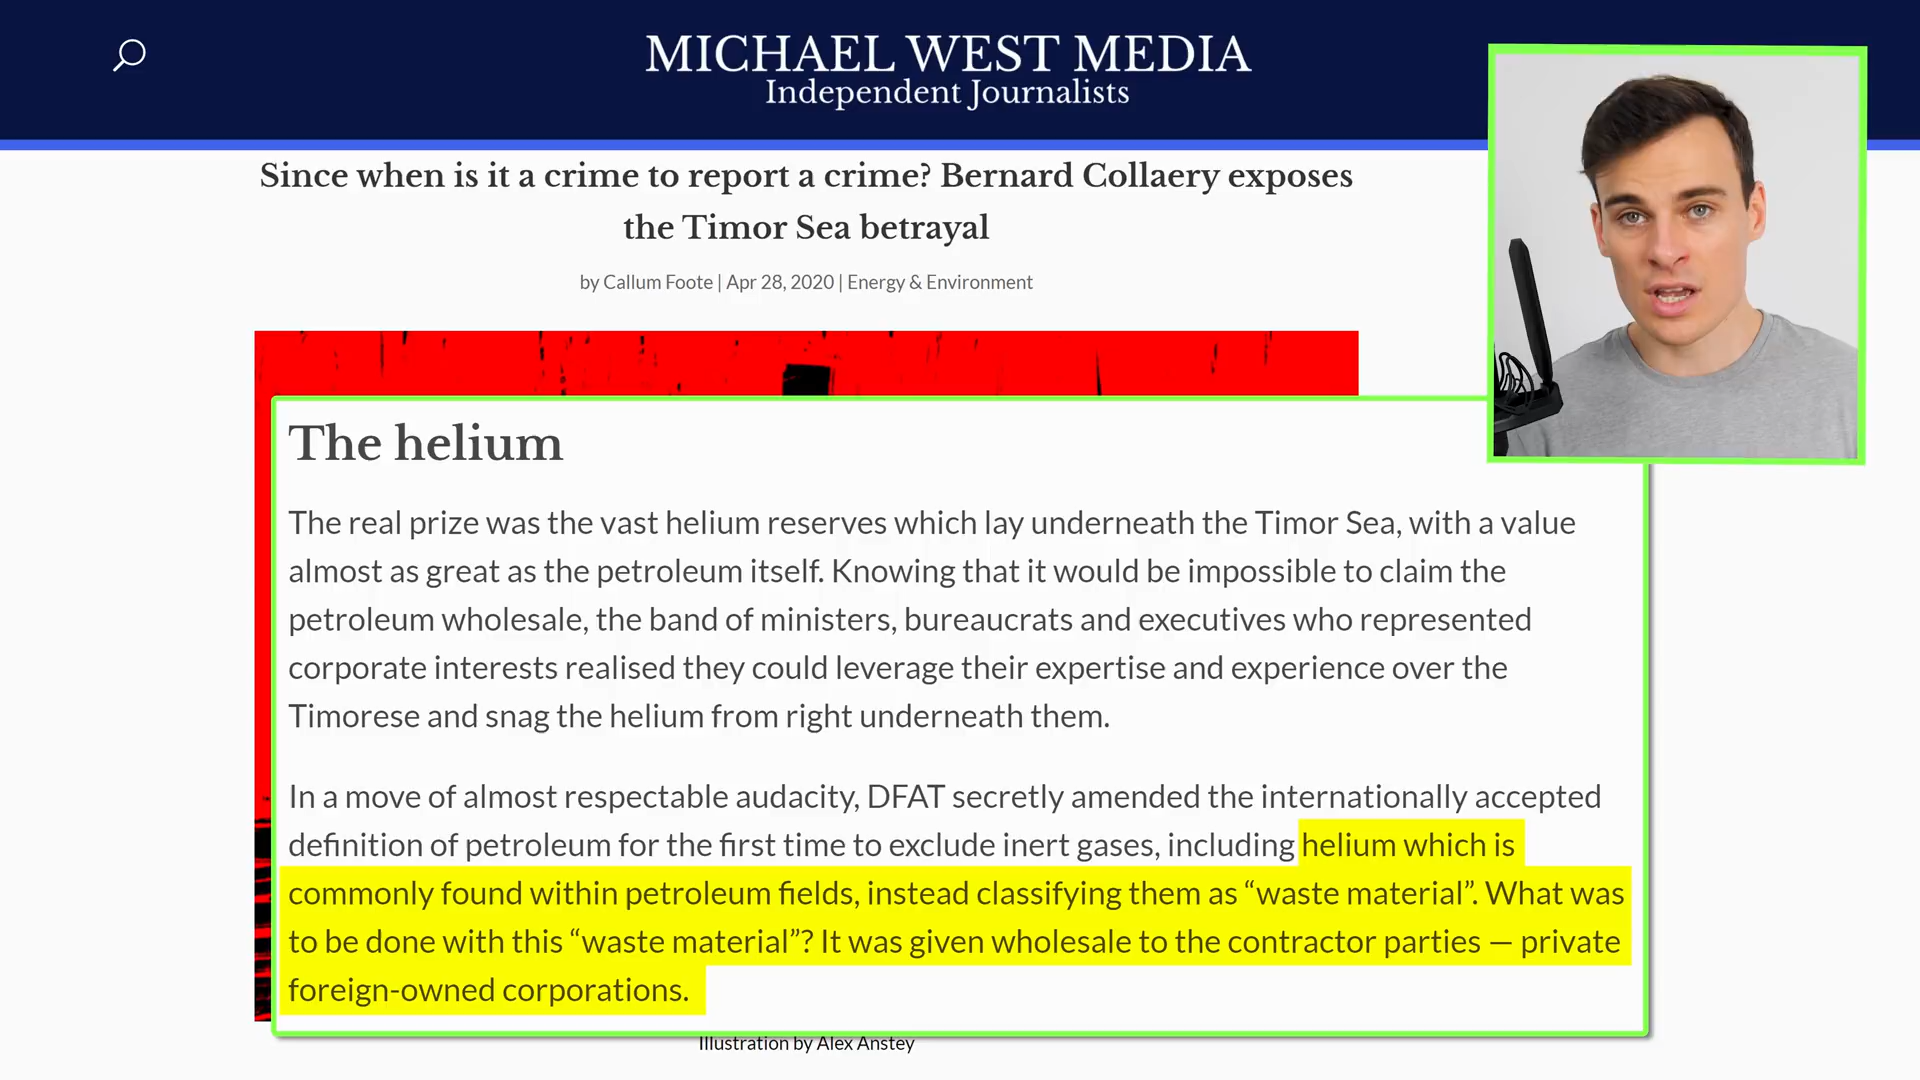 MICHAEL WEST MEDIA
Independent Journalists
Since when is it a crime to report a crime? Bernard Collaery exposes
the Timor Sea betrayal
by Callum Foote | Apr 28, 2020 | Energy & Environment
The helium
The real prize was the vast helium reserves which lay underneath the Timor Sea, with a value
almost as great as the petroleum itself. Knowing that it would be impossible to claim the
petroleum wholesale, the band of ministers, bureaucrats and executives who represented
corporate interests realised they could leverage their expertise and experience over the
Timorese and snag the helium from right underneath them.
In a move of almost respectable audacity, DFAT secretly amended the internationally accepted
definition of petroleum for the first time to exclude inert gases, including helium which is
commonly found within petroleum fields, instead classifying them as “waste material”. What was
to be done with this “waste material”? It was given wholesale to the contractor parties — private
foreign-owned corporations.
Illustration by Alex Anstey